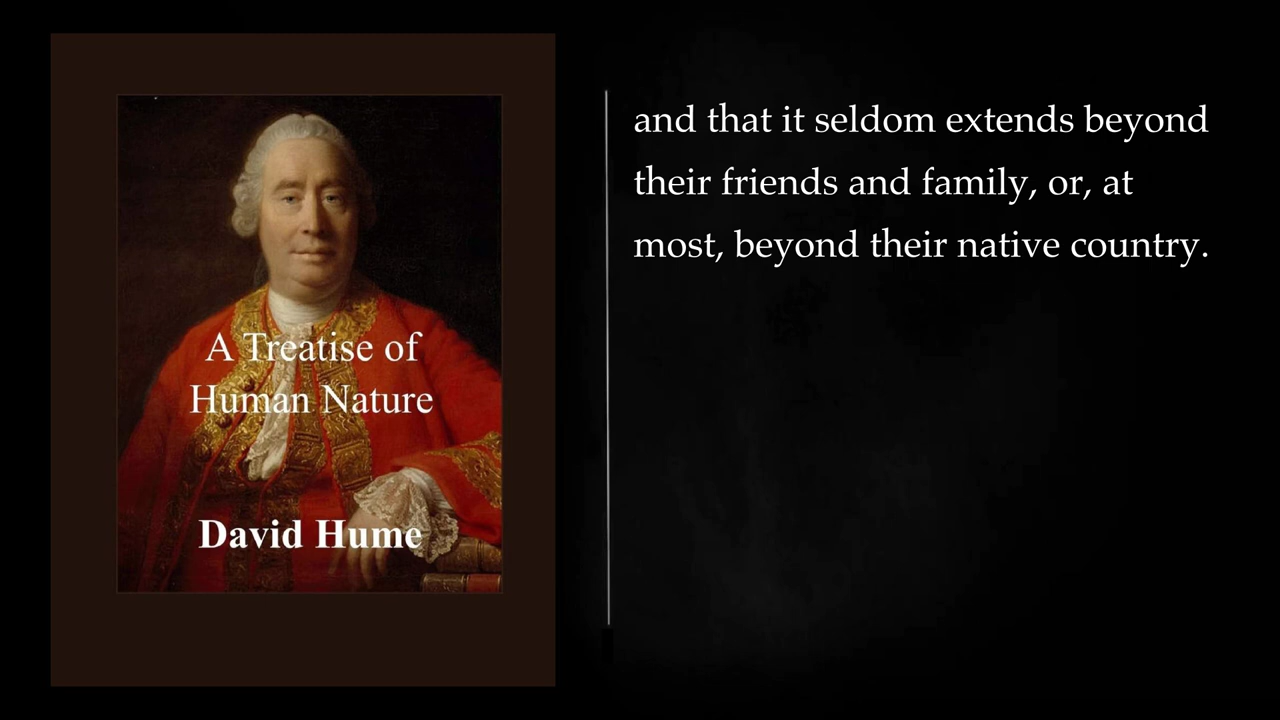 A Treatise of
Human Nature
David Hume
and that it seldom extends beyond
their friends and family, or, at
most, beyond their native country.